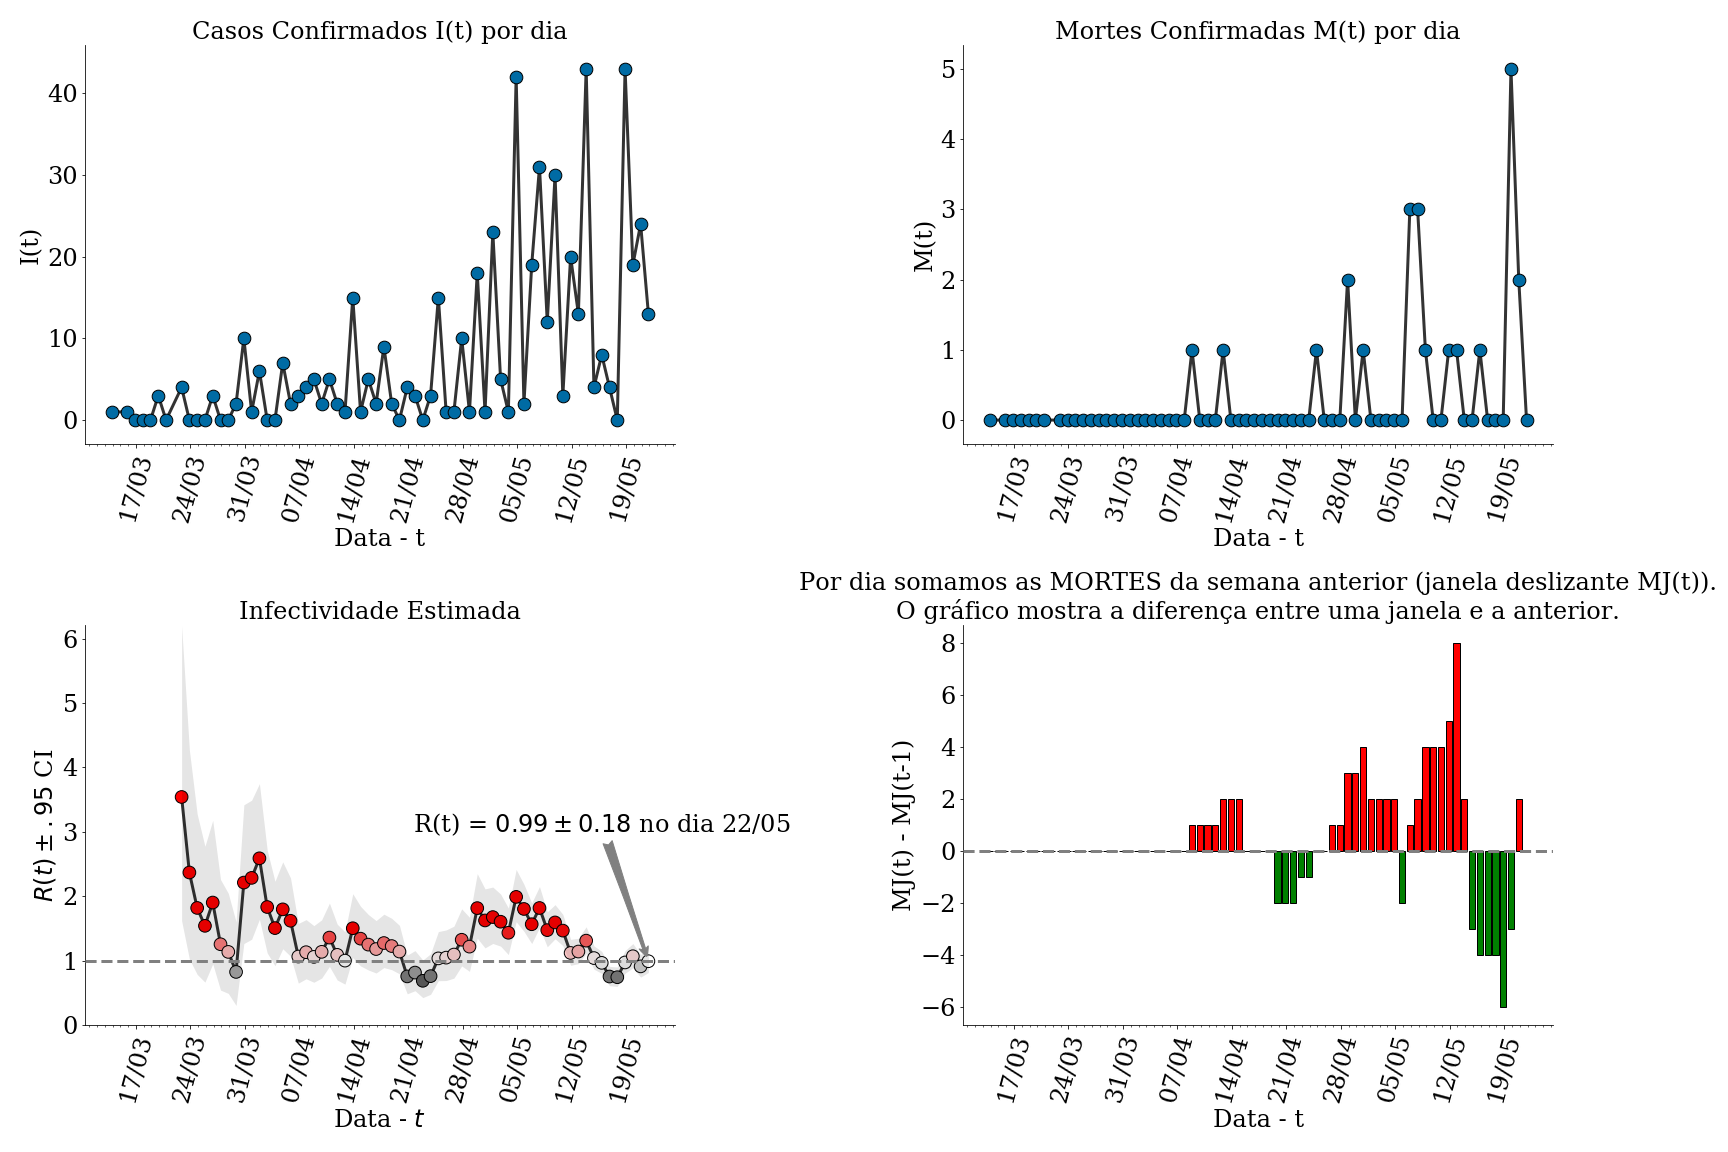 Casos Confirmados I(t) por dia
I(t)
40
30
20
10
0
17/03 24/03 31/03 07/04 14/04 21/04 28/04 05/05 12/05 19/05
Data - t
Mortes Confirmadas M(t) por dia
M(t)
5
4
3
2
1
0
17/03 24/03 31/03 07/04 14/04 21/04 28/04 05/05 12/05 19/05
Data - t
Infectividade Estimada
R(t) ± .95 CI
6
5
4
3
2
1
0
R(t) = 0.99 ± 0.18 no dia 22/05
17/03 24/03 31/03 07/04 14/04 21/04 28/04 05/05 12/05 19/05
Data - t
Por dia somamos as MORTES da semana anterior (janela deslizante MJ(t)).
O gráfico mostra a diferença entre uma janela e a anterior.
MJ(t) - MJ(t-1)
8
6
4
2
0
−2
−4
−6
17/03 24/03 31/03 07/04 14/04 21/04 28/04 05/05 12/05 19/05
Data - t